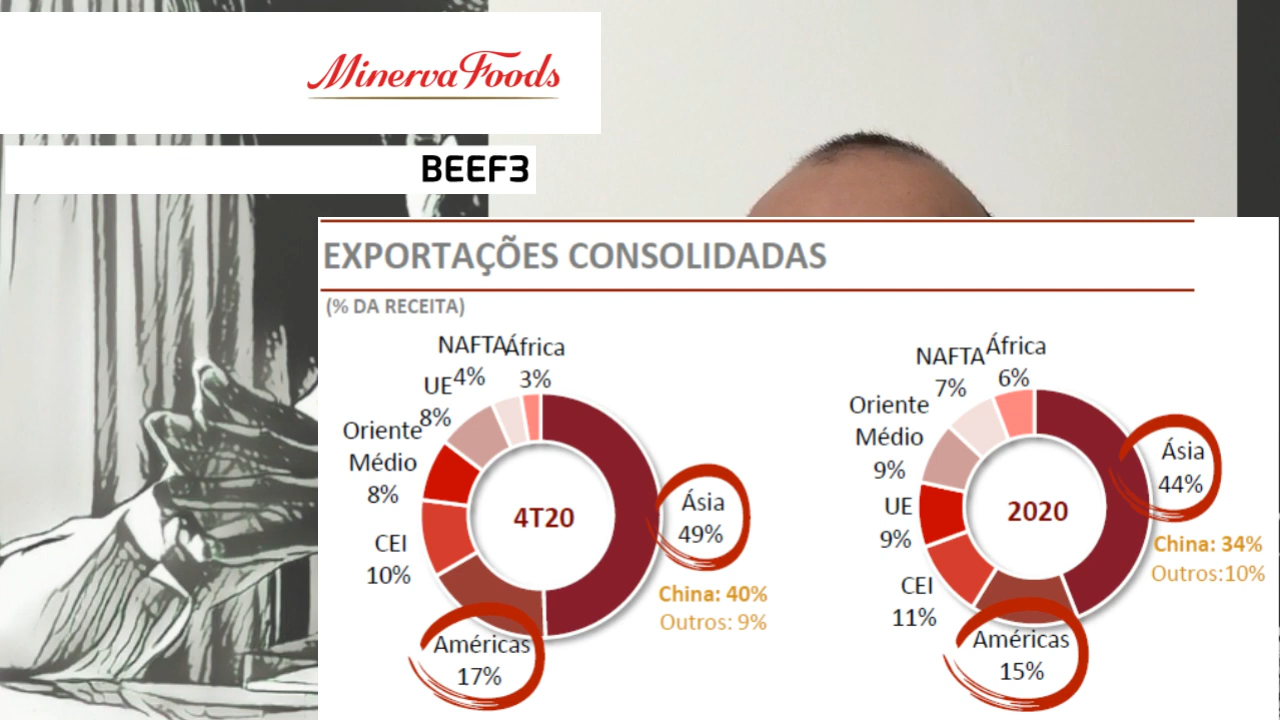 Minerva Foods
BEEF3
EXPORTAÇÕES CONSOLIDADAS
(% DA RECEITA)
NAFTA
4%
África
3%
UE
8%
Oriente
Médio
8%
CEI
10%
Américas
17%
4T20
Ásia
49%
China: 40%
Outros: 9%
NAFTA
7%
África
6%
Oriente
Médio
9%
UE
9%
CEI
11%
Américas
15%
2020
Ásia
44%
China: 34%
Outros:10%